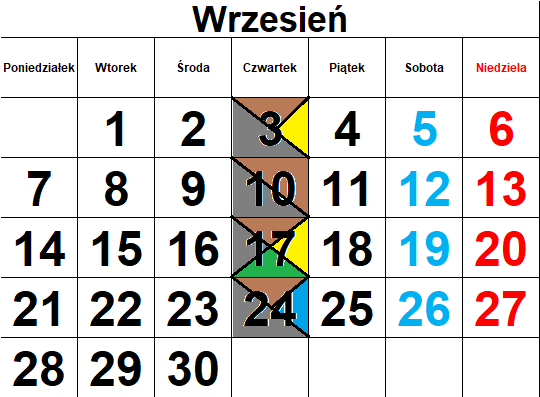 Wrzesień
Poniedziałek Wtorek Środa Czwartek Piątek Sobota Niedziela
1 2 3 4 5 6
7 8 9 10 11 12 13
14 15 16 17 18 19 20
21 22 23 24 25 26 27
28 29 30